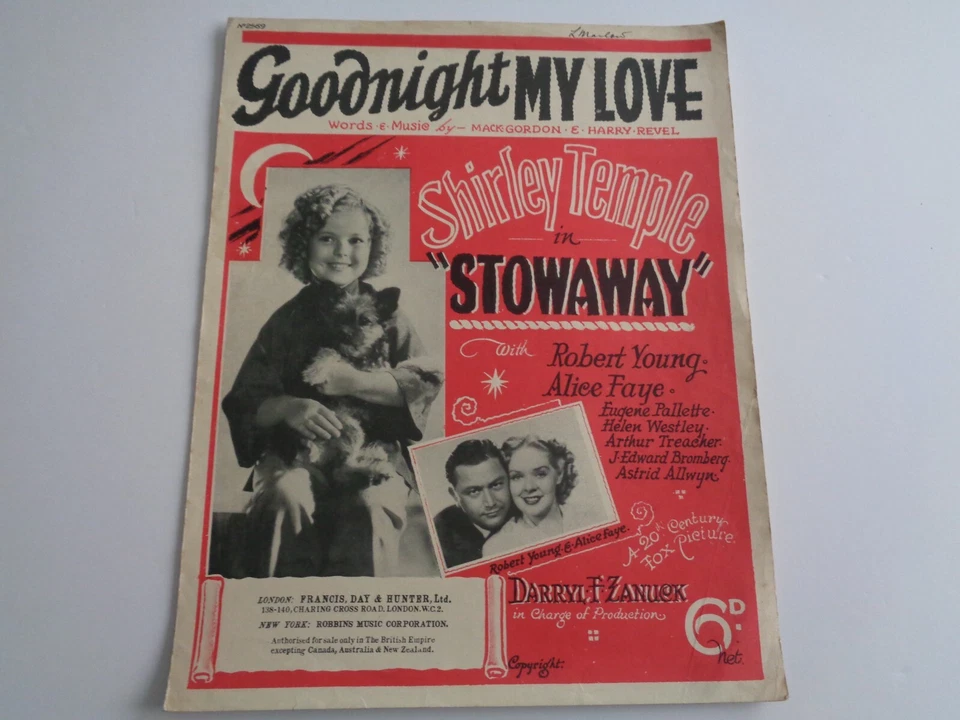 Nº2569
Goodnight MY LOVE
Words & Music by - MACK·GORDON · & · HARRY·REVEL
Shirley Temple
in
"STOWAWAY"
With Robert Young·
Alice Faye·
Eugene Pallette·
Helen Westley·
Arthur Treacher·
J·Edward Bromberg·
Astrid Allwyn·
Robert Young·&·Alice Faye.
A 20th Century
Fox Picture.
DARRYL·F·ZANUCK
in Charge of Production
LONDON: FRANCIS, DAY & HUNTER, Ltd.
138-140, CHARING CROSS ROAD, LONDON. W.C.2.
NEW YORK: ROBBINS MUSIC CORPORATION.
Authorised for sale only in The British Empire
excepting Canada, Australia & New Zealand.
Copyright:
6D:
Net.